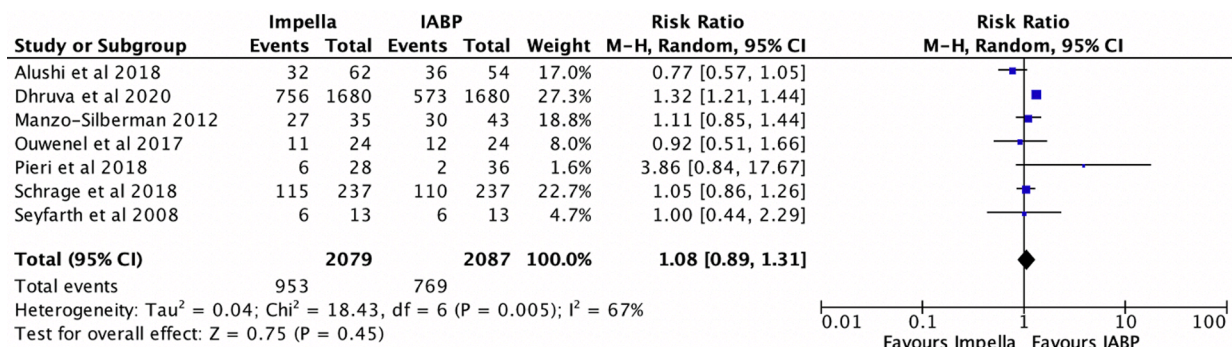 Impella IABP Risk Ratio Risk Ratio
Study or Subgroup Events Total Events Total Weight M-H, Random, 95% CI M-H, Random, 95% CI
Alushi et al 2018 32 62 36 54 17.0% 0.77 [0.57, 1.05]
Dhruva et al 2020 756 1680 573 1680 27.3% 1.32 [1.21, 1.44]
Manzo-Silberman 2012 27 35 30 43 18.8% 1.11 [0.85, 1.44]
Ouwenel et al 2017 11 24 12 24 8.0% 0.92 [0.51, 1.66]
Pieri et al 2018 6 28 2 36 1.6% 3.86 [0.84, 17.67]
Schrage et al 2018 115 237 110 237 22.7% 1.05 [0.86, 1.26]
Seyfarth et al 2008 6 13 6 13 4.7% 1.00 [0.44, 2.29]
Total (95% CI) 2079 2087 100.0% 1.08 [0.89, 1.31]
Total events 953 769
Heterogeneity: Tau² = 0.04; Chi² = 18.43, df = 6 (P = 0.005); I² = 67%
Test for overall effect: Z = 0.75 (P = 0.45)
0.01 0.1 1 10 100
Favours Impella Favours IABP